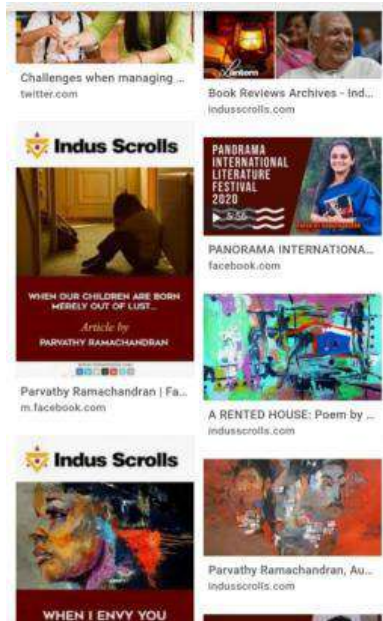 Challenges when managing ...
twitter.com
Indus Scrolls
WHEN OUR CHILDREN ARE BORN
MERELY OUT OF LUST...
Article by
PARVATHY RAMACHANDRAN
Parvathy Ramachandran | Fa...
m.facebook.com
Indus Scrolls
WHEN I ENVY YOU
Lantern
Book Reviews Archives - Ind...
indusscrolls.com
PANORAMA
INTERNATIONAL
LITERATURE
FESTIVAL
2020
PANORAMA INTERNATIONA...
facebook.com
A RENTED HOUSE: Poem by ...
indusscrolls.com
Parvathy Ramachandran, Au...
indusscrolls.com